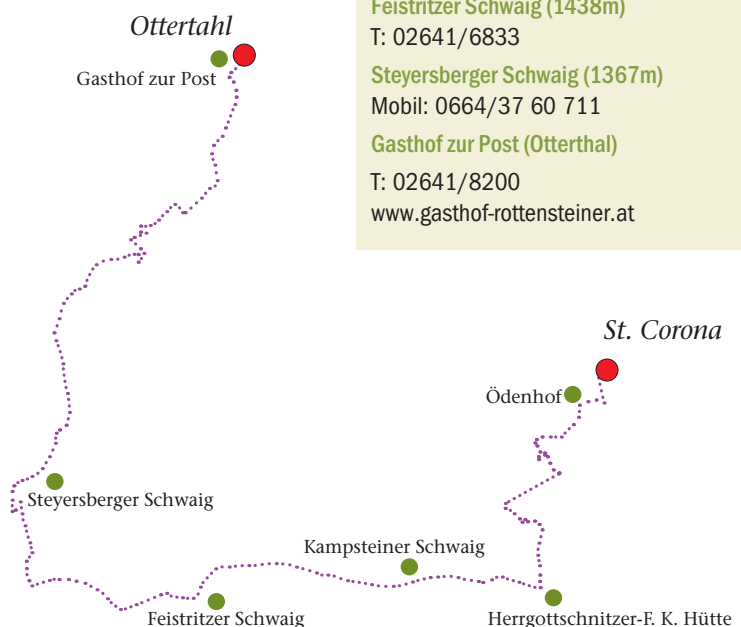 Feistritzer Schwaig (1438m)
T: 02641/6833
Steyersberger Schwaig (1367m)
Mobil: 0664/37 60 711
Gasthof zur Post (Otterthal)
T: 02641/8200
www.gasthof-rottensteiner.at
Ottertahl
Gasthof zur Post
St. Corona
Ödenhof
Steyersberger Schwaig
Kampsteiner Schwaig
Feistritzer Schwaig
Herrgottschnitzer-F. K. Hütte